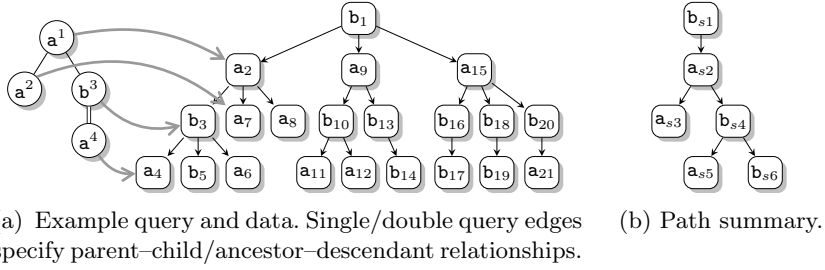 b1 bs1
a1
a2 a9 a15 as2
a2 b3
b3 a7 a8 b10 b13 b16 b18 b20 as3 bs4
a4
a4 b5 a6 a11 a12 b14 b17 b19 a21 as5 bs6
a) Example query and data. Single/double query edges (b) Path summary.
specify parent–child/ancestor–descendant relationships.